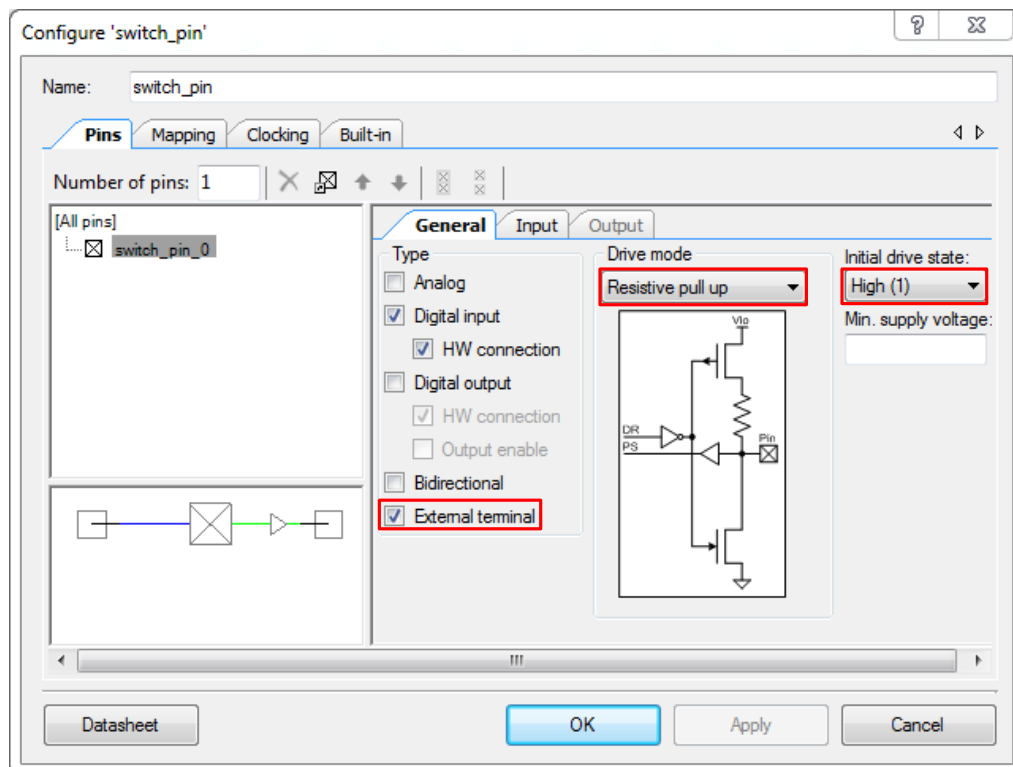 Configure 'switch_pin'
Name: switch_pin
Pins Mapping Clocking Built-in
Number of pins: 1
[All pins]
switch_pin_0
General Input Output
Type
Analog
Digital input
HW connection
Digital output
HW connection
Output enable
Bidirectional
External terminal
Drive mode
Resistive pull up
Vio
DR
PS
Pin
Initial drive state:
High (1)
Min. supply voltage:
Datasheet OK Apply Cancel